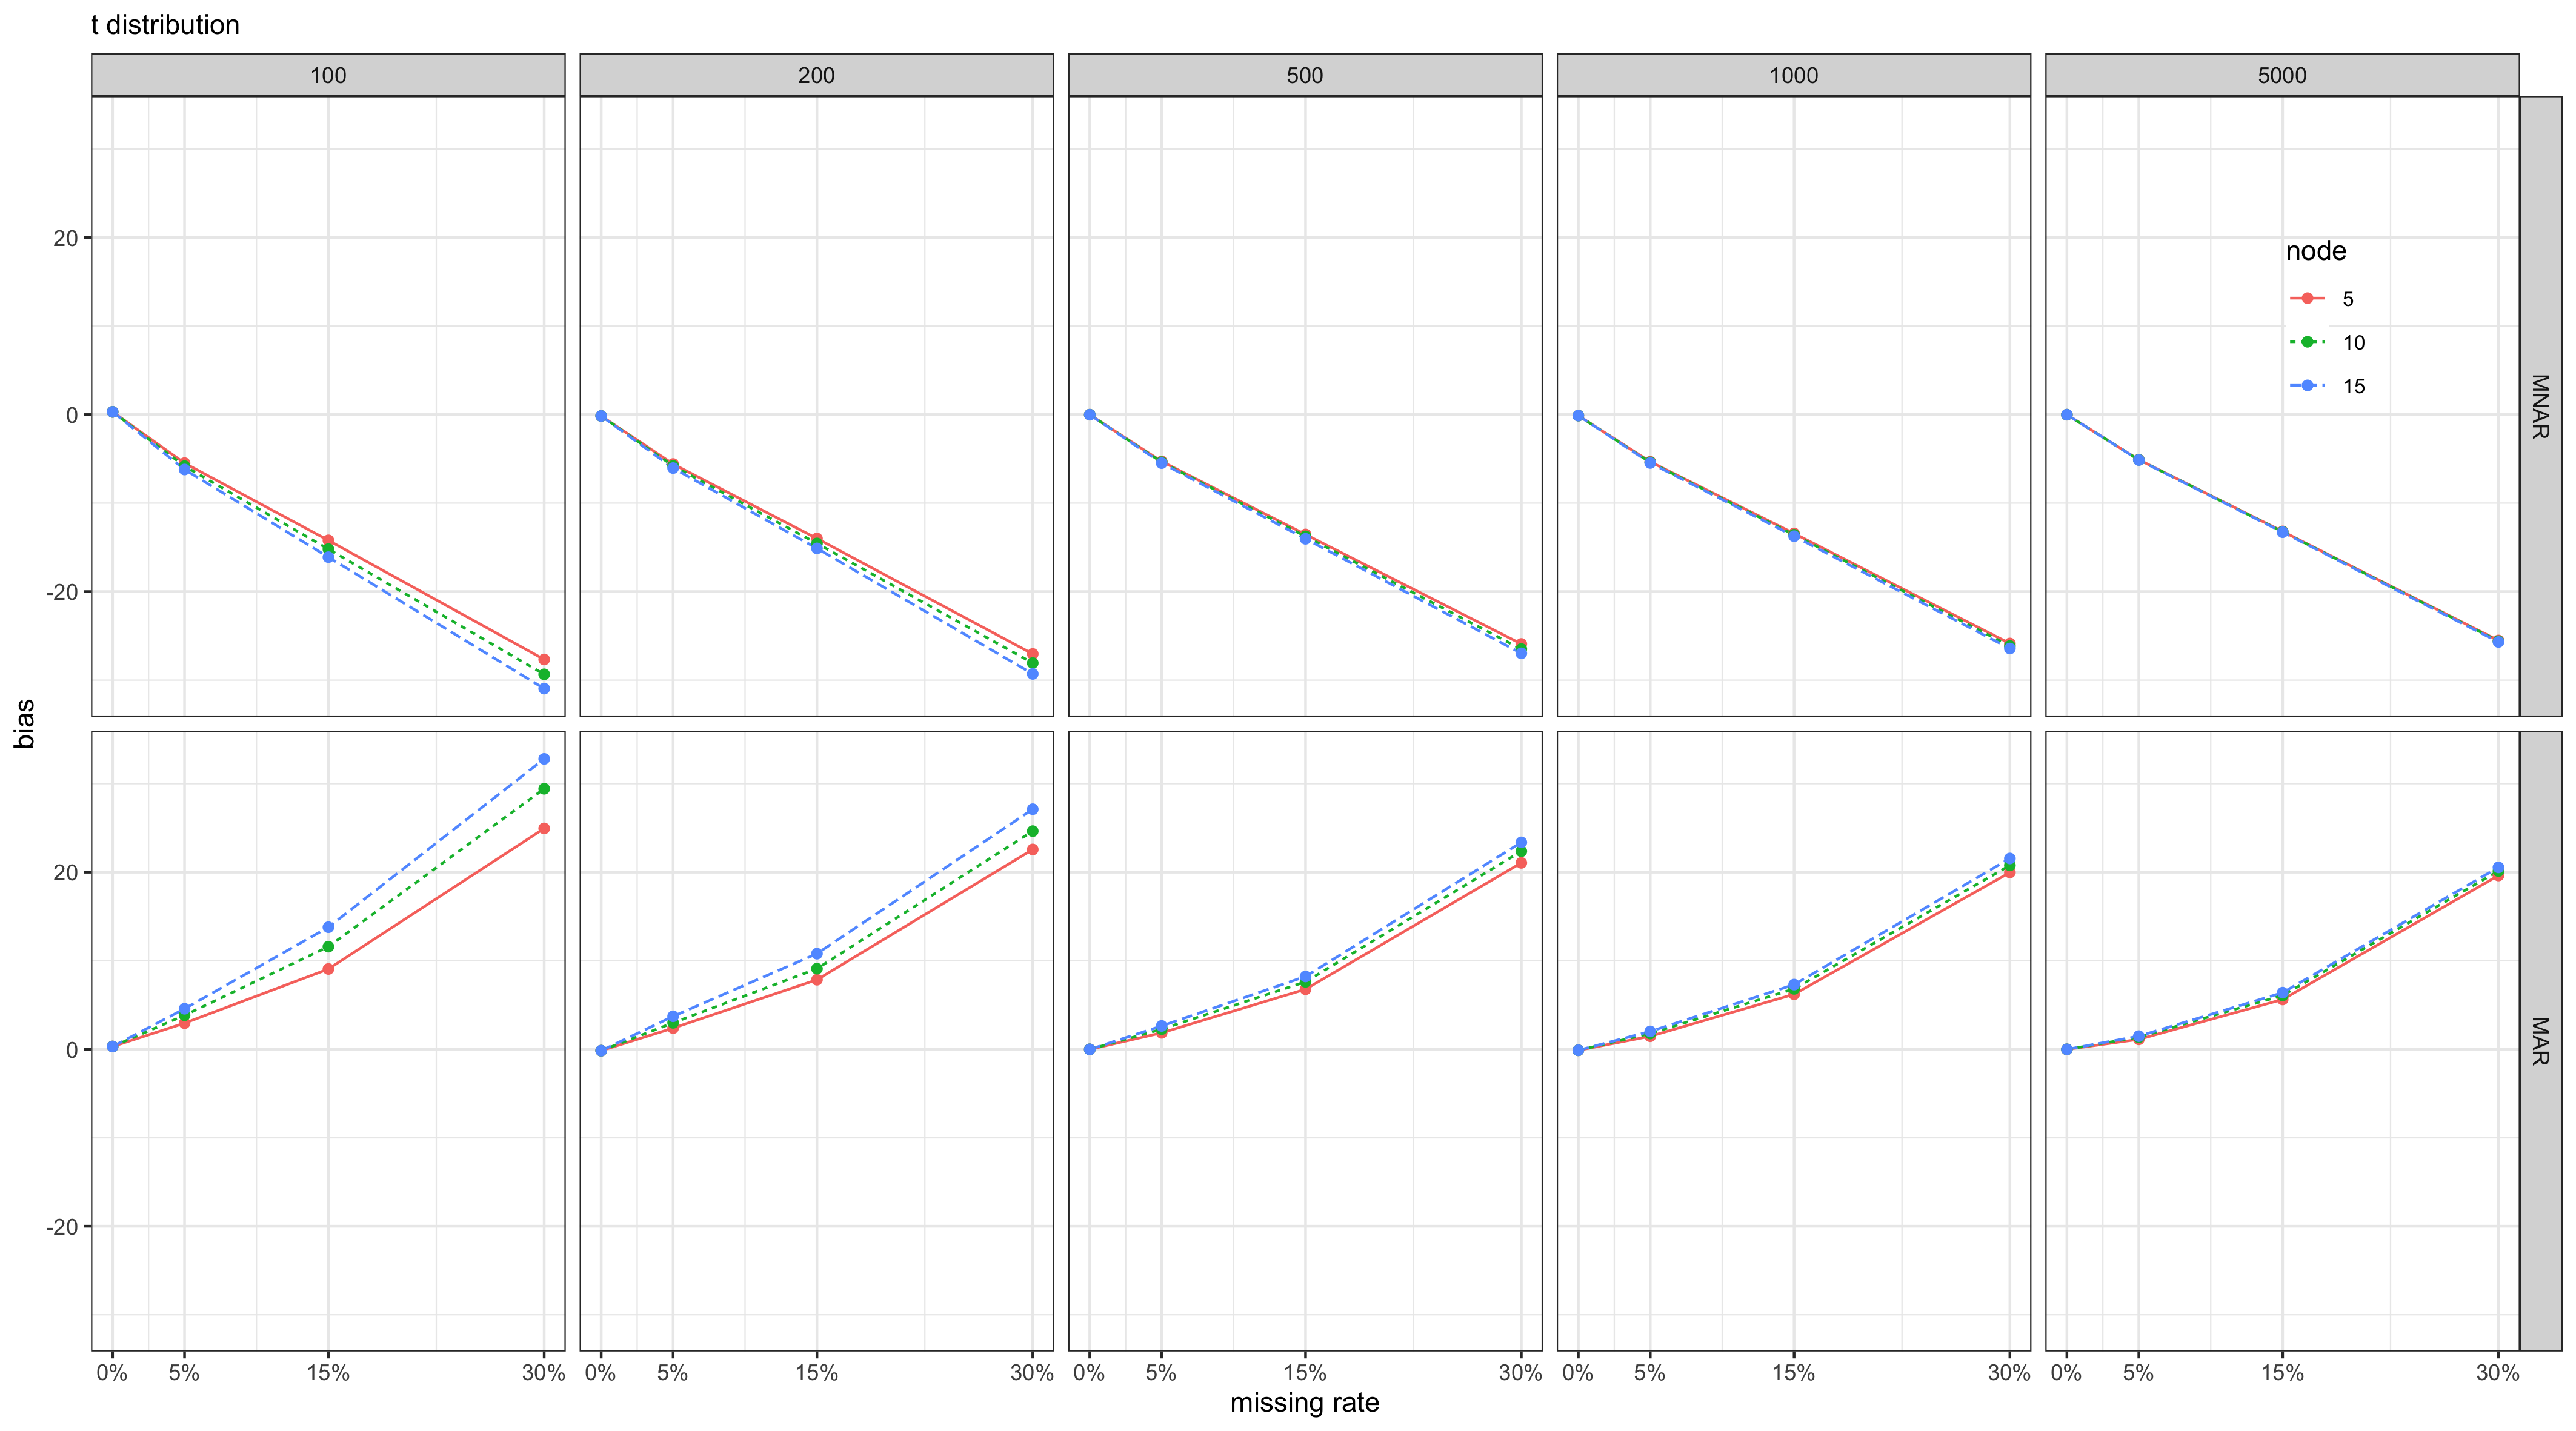 t distribution
100 200 500 1000 5000
20
0
-20
MNAR
node
5
10
15
bias
20
0
-20
MAR
0% 5% 15% 30% 0% 5% 15% 30% 0% 5% 15% 30% 0% 5% 15% 30% 0% 5% 15% 30%
missing rate